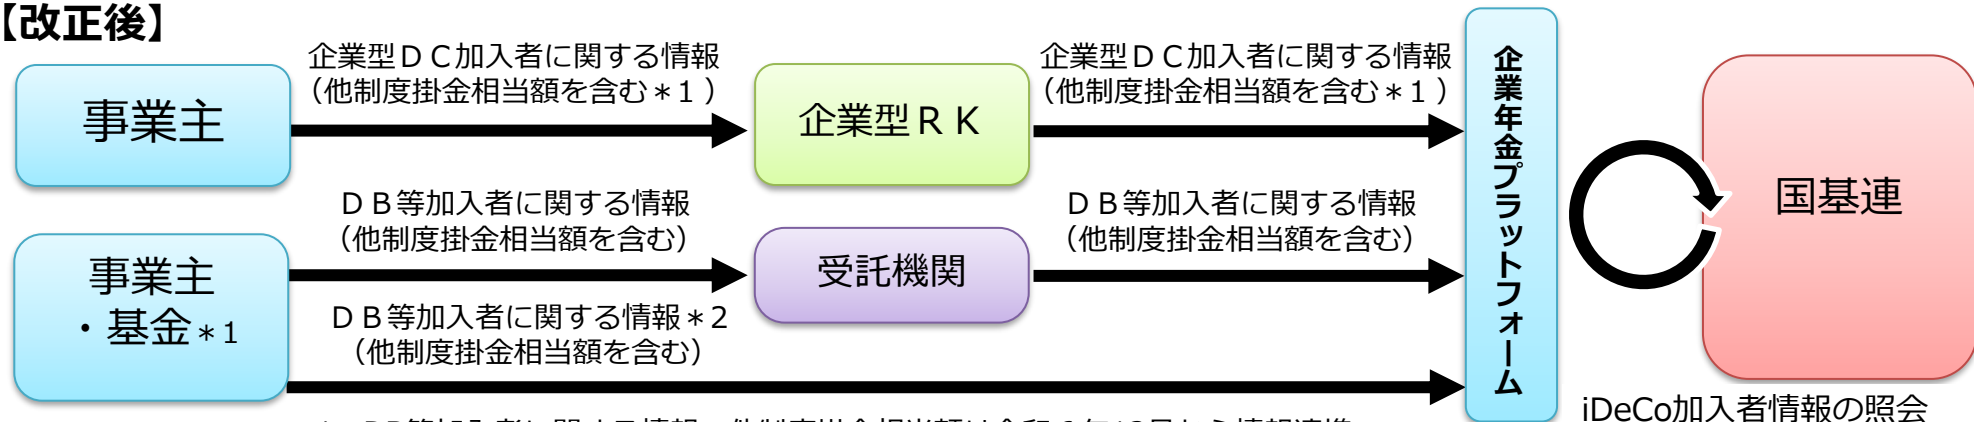 【改正後】
企業型ＤＣ加入者に関する情報
（他制度掛金相当額を含む＊１）
企業型ＤＣ加入者に関する情報
（他制度掛金相当額を含む＊１）
事業主
企業型ＲＫ
企業年金プラットフォーム
国基連
ＤＢ等加入者に関する情報
（他制度掛金相当額を含む）
ＤＢ等加入者に関する情報
（他制度掛金相当額を含む）
事業主
・基金＊１
受託機関
ＤＢ等加入者に関する情報＊2
（他制度掛金相当額を含む）
iDeCo加入者情報の照会